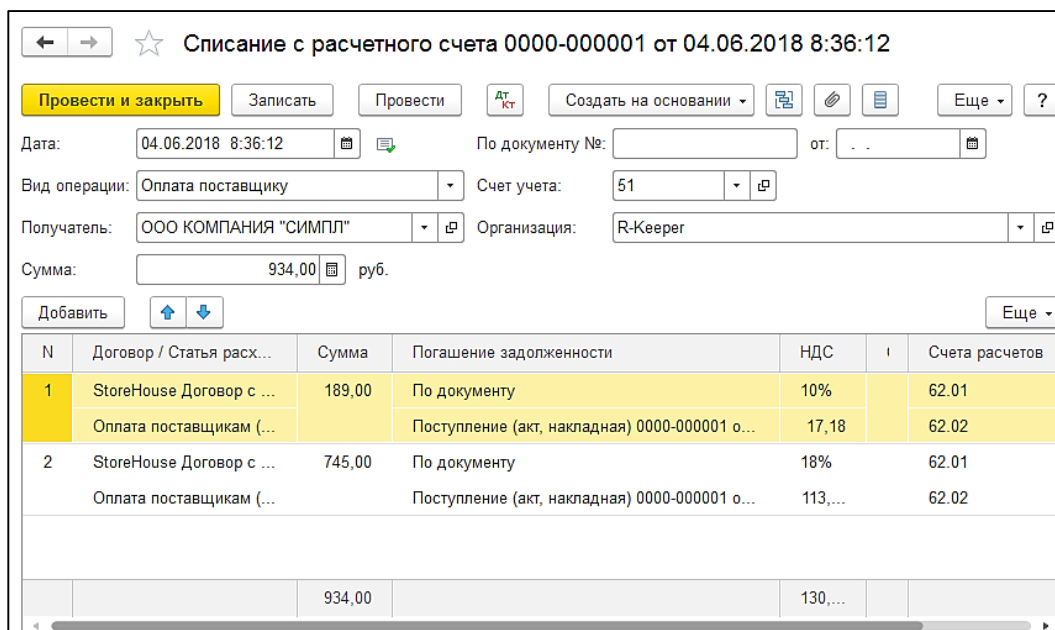 Списание с расчетного счета 0000-000001 от 04.06.2018 8:36:12
Провести и закрыть Записать Провести Дт Кт Создать на основании Еще ?
Дата: 04.06.2018 8:36:12 По документу №: от: . .
Вид операции: Оплата поставщику Счет учета: 51
Получатель: ООО КОМПАНИЯ "СИМПЛ" Организация: R-Keeper
Сумма: 934,00 руб.
Добавить Еще
N Договор / Статья расх... Сумма Погашение задолженности НДС Счета расчетов
1 StoreHouse Договор с ... 189,00 По документу 10% 62.01
Оплата поставщикам (... Поступление (акт, накладная) 0000-000001 о... 17,18 62.02
2 StoreHouse Договор с ... 745,00 По документу 18% 62.01
Оплата поставщикам (... Поступление (акт, накладная) 0000-000001 о... 113,... 62.02
934,00 130,...